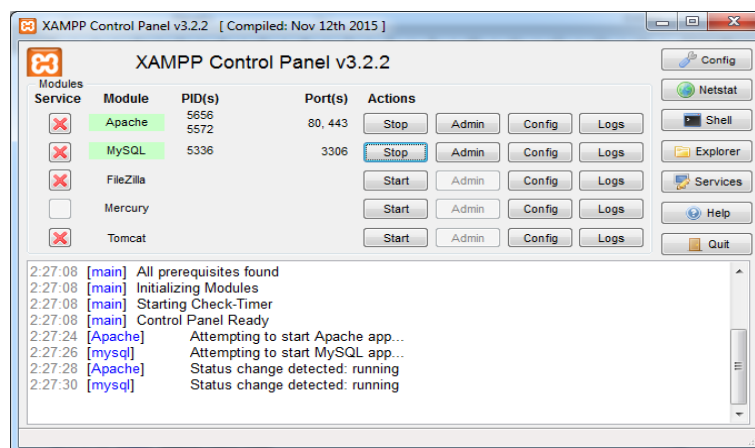 XAMPP Control Panel v3.2.2 [ Compiled: Nov 12th 2015 ]
XAMPP Control Panel v3.2.2
Config
Modules
Service Module PID(s) Port(s) Actions
Netstat
Apache 5656 5572 80, 443 Stop Admin Config Logs
Shell
MySQL 5336 3306 Stop Admin Config Logs
Explorer
FileZilla Start Admin Config Logs
Services
Mercury Start Admin Config Logs
Help
Tomcat Start Admin Config Logs
Quit
2:27:08 [main] All prerequisites found
2:27:08 [main] Initializing Modules
2:27:08 [main] Starting Check-Timer
2:27:08 [main] Control Panel Ready
2:27:24 [Apache] Attempting to start Apache app...
2:27:26 [mysql] Attempting to start MySQL app...
2:27:28 [Apache] Status change detected: running
2:27:30 [mysql] Status change detected: running